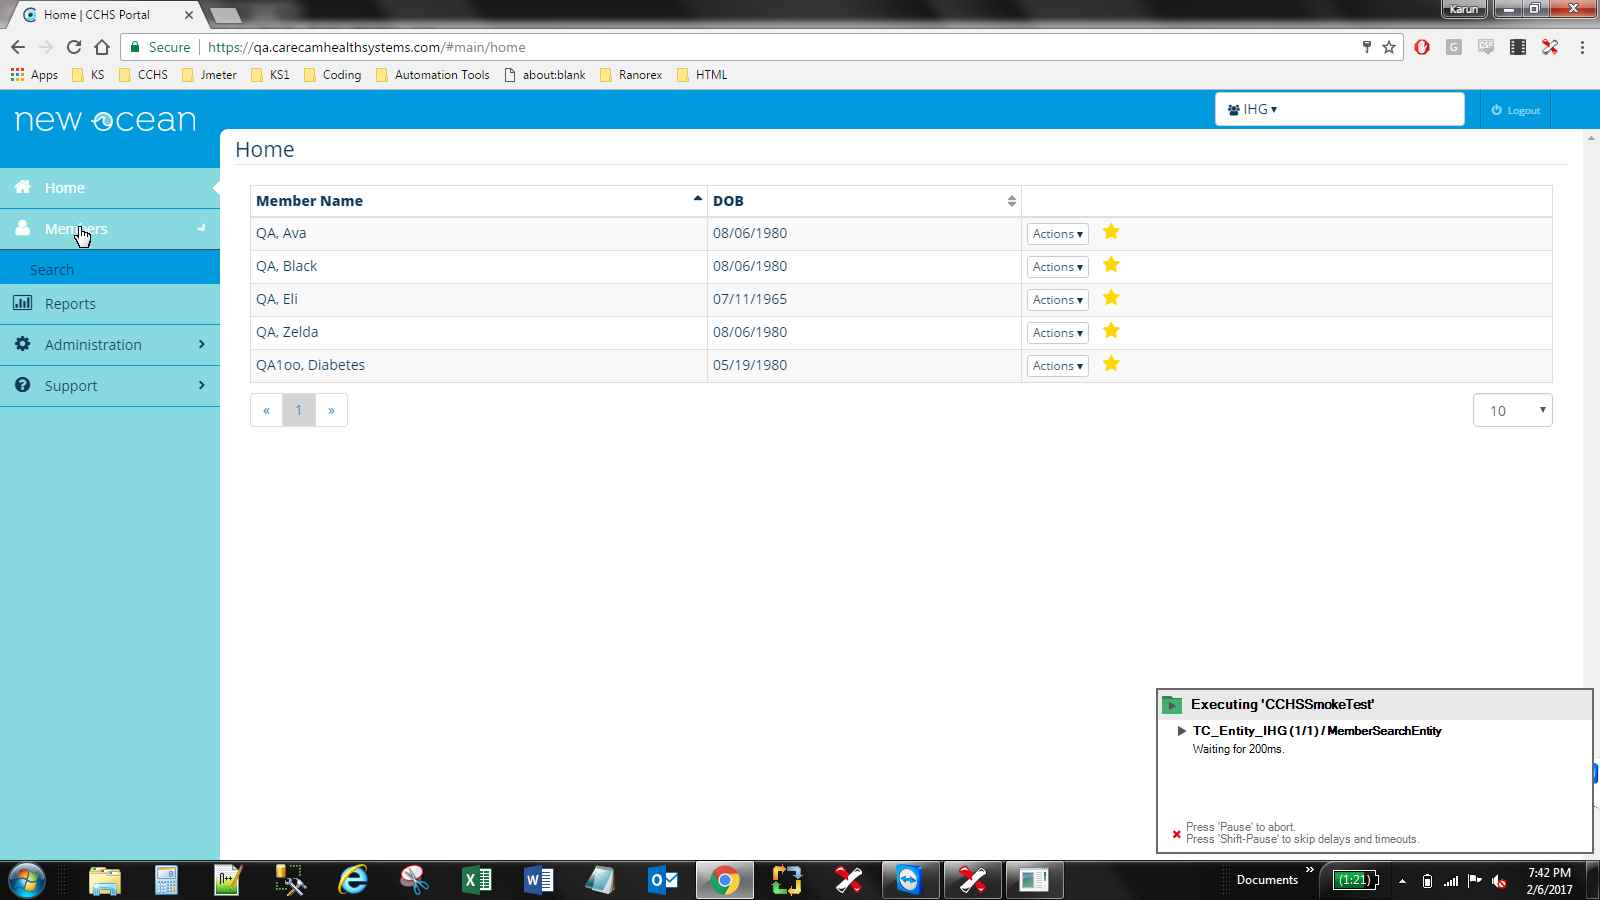 Home | CCHS Portal
Karun
Secure
https://qa.carecamhealthsystems.com/#main/home
Apps
KS
CCHS
Jmeter
KS1
Coding
Automation Tools
about:blank
Ranorex
HTML
new ocean
IHG ▾
Logout
Home
Members
Search
Reports
Administration
Support
Home
Member Name DOB
QA, Ava 08/06/1980 Actions ▾
QA, Black 08/06/1980 Actions ▾
QA, Eli 07/11/1965 Actions ▾
QA, Zelda 08/06/1980 Actions ▾
QA1oo, Diabetes 05/19/1980 Actions ▾
« 1 »
10
Executing 'CCHSSmokeTest'
TC_Entity_IHG (1/1) / MemberSearchEntity
Waiting for 200ms.
Press 'Pause' to abort.
Press 'Shift-Pause' to skip delays and timeouts.
Documents
(1:21)
7:42 PM
2/6/2017